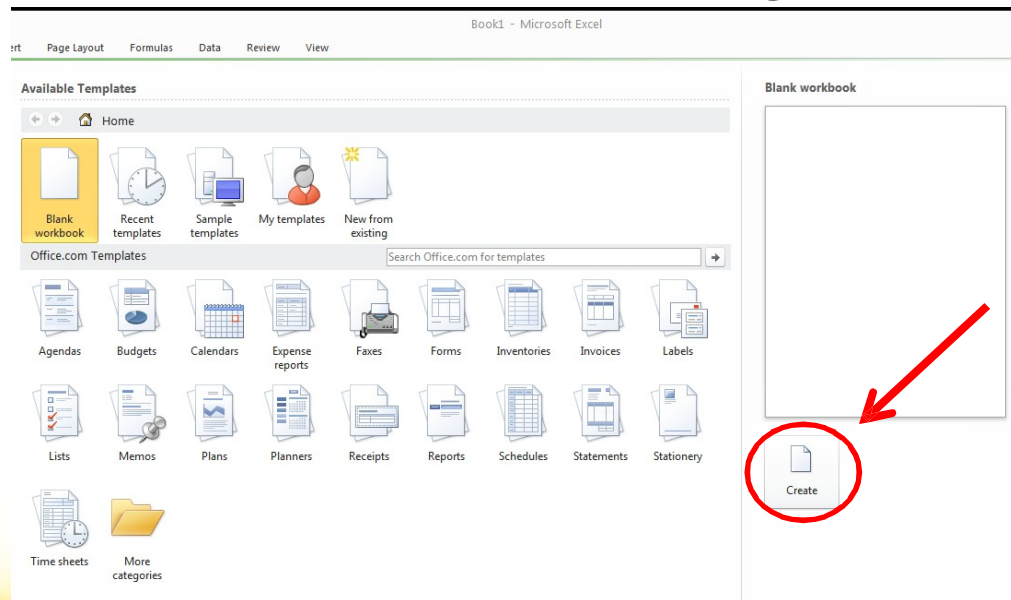 Book1 - Microsoft Excel
ert Page Layout Formulas Data Review View
Available Templates
Blank workbook
Home
Blank workbook
Recent templates
Sample templates
My templates
New from existing
Office.com Templates
Search Office.com for templates
Agendas
Budgets
Calendars
Expense reports
Faxes
Forms
Inventories
Invoices
Labels
Lists
Memos
Plans
Planners
Receipts
Reports
Schedules
Statements
Stationery
Create
Time sheets
More categories